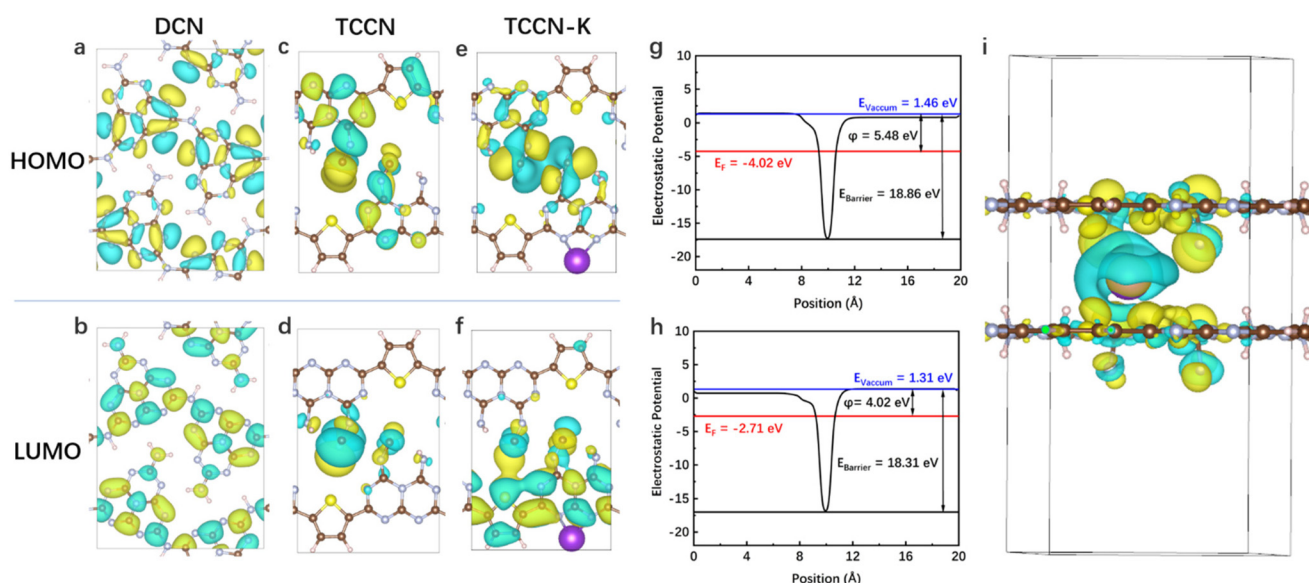 DCN
TCCN
TCCN-K
a
c
e
g
i
HOMO
b
d
f
h
LUMO
10
5
0
-5
-10
-15
-20
Electrostatic Potential
E_Vaccum = 1.46 eV
φ = 5.48 eV
E_F = -4.02 eV
E_Barrier = 18.86 eV
0
4
8
12
16
20
Position (Å)
10
5
0
-5
-10
-15
-20
Electrostatic Potential
E_Vaccum = 1.31 eV
φ= 4.02 eV
E_F = -2.71 eV
E_Barrier = 18.31 eV
0
4
8
12
16
20
Position (Å)